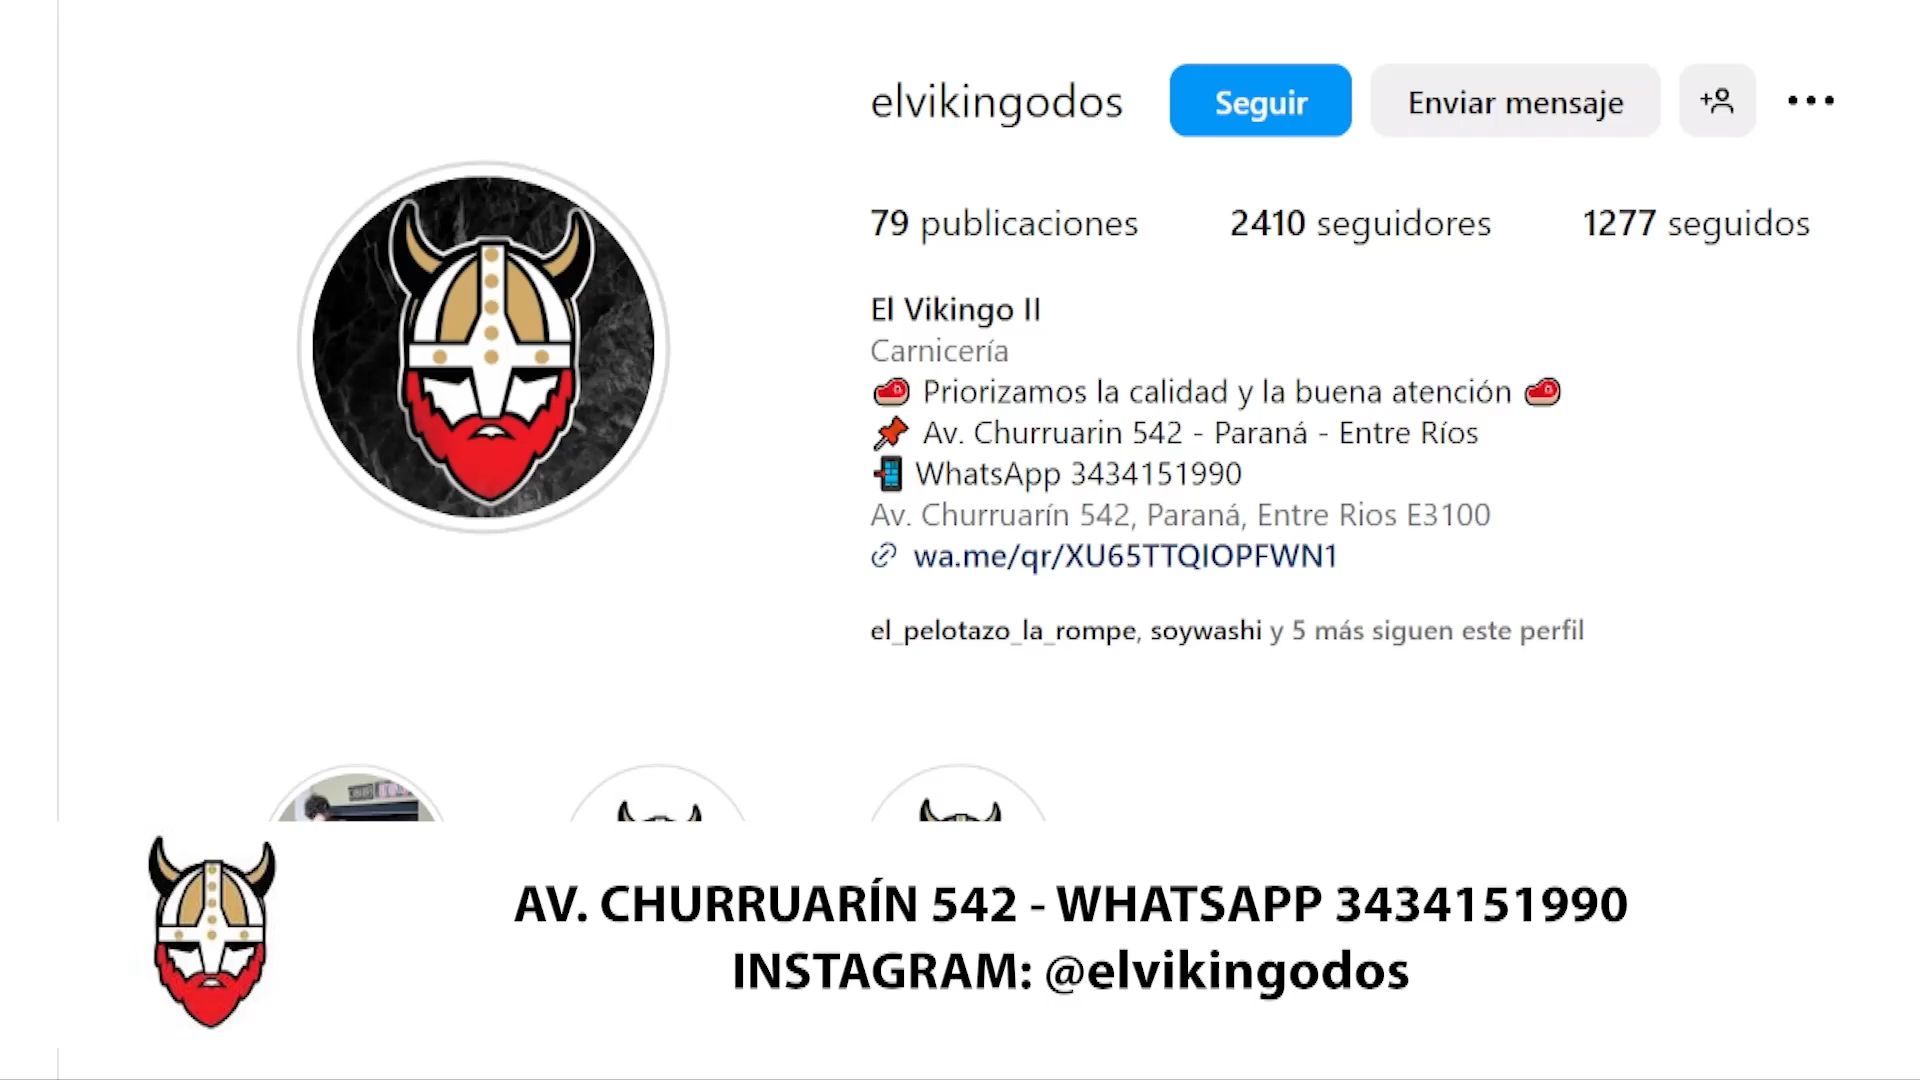 elvikingodos Seguir Enviar mensaje
79 publicaciones 2410 seguidores 1277 seguidos
El Vikingo II
Carnicería
Priorizamos la calidad y la buena atención
Av. Churruarin 542 - Paraná - Entre Ríos
WhatsApp 3434151990
Av. Churruarín 542, Paraná, Entre Rios E3100
wa.me/qr/XU65TTQIOPFWN1
el_pelotazo_la_rompe, soywashi y 5 más siguen este perfil
AV. CHURRUARÍN 542 - WHATSAPP 3434151990
INSTAGRAM: @elvikingodos